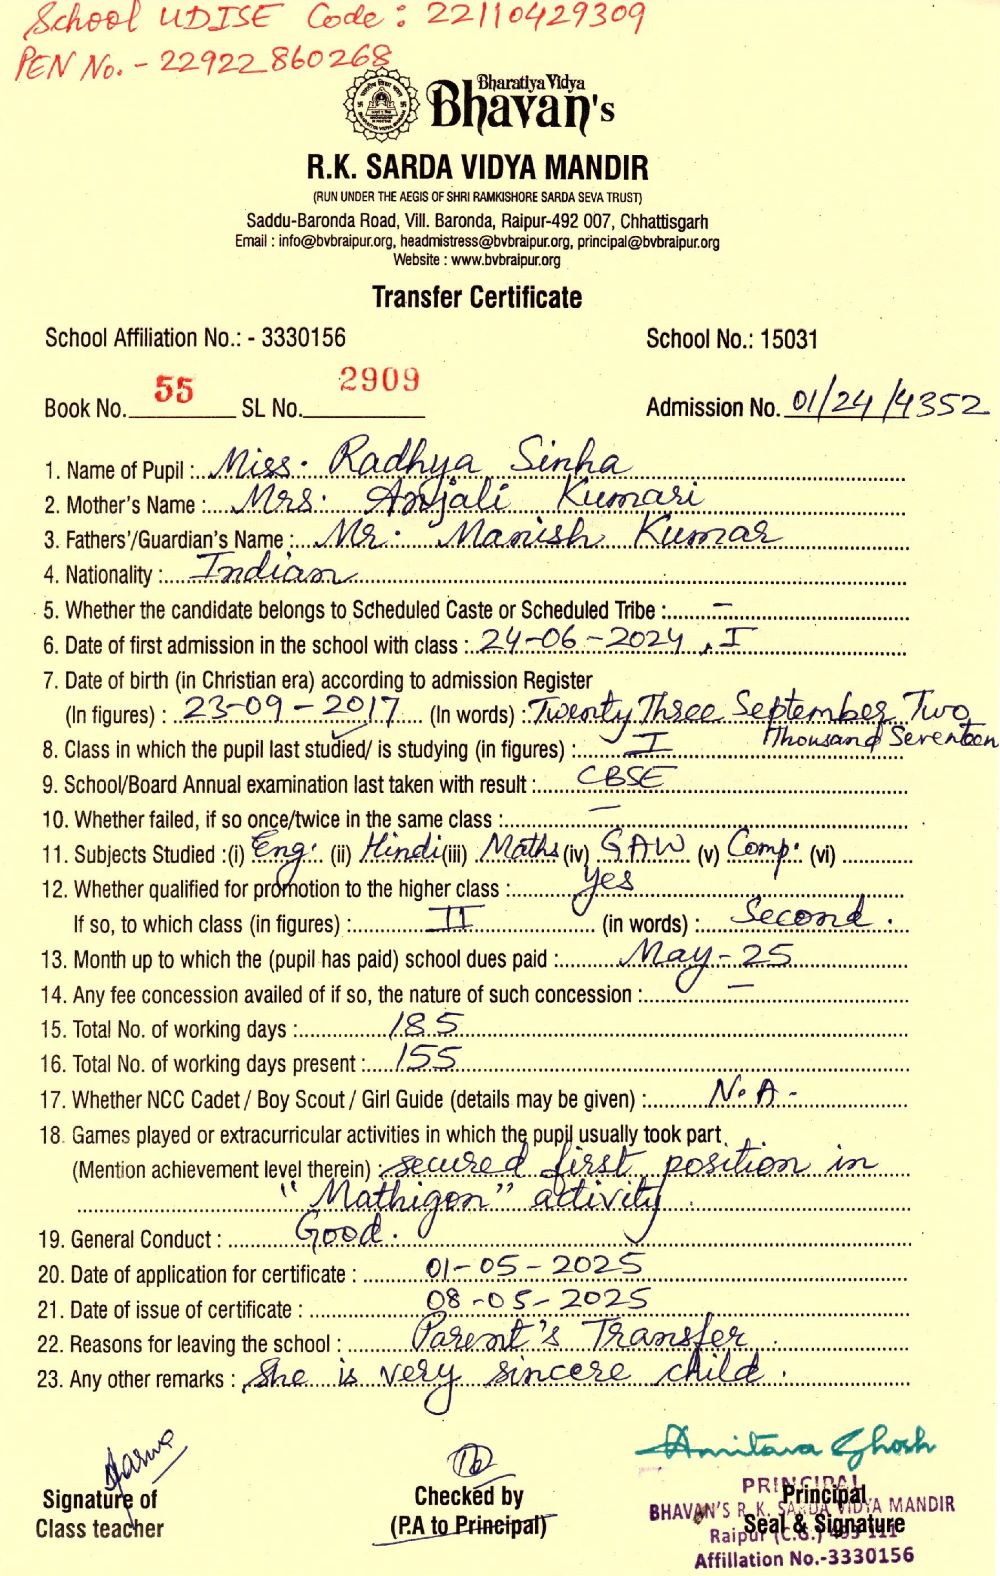 School UDISE Code : 22110429309
PEN No. - 22922860268
Bharatiya Vidya
Bhavan's
R.K. SARDA VIDYA MANDIR
(RUN UNDER THE AEGIS OF SHRI RAMKISHORE SARDA SEVA TRUST)
Saddu-Baronda Road, Vill. Baronda, Raipur-492 007, Chhattisgarh
Email : info@bvbraipur.org, headmistress@bvbraipur.org, principal@bvbraipur.org
Website : www.bvbraipur.org
Transfer Certificate
School Affiliation No.: - 3330156 School No.: 15031
Book No. 55 SL No. 2909 Admission No. 01/24/4352
1. Name of Pupil : Miss. Radhya Sinha
2. Mother's Name : Mrs. Anjali Kumari
3. Fathers'/Guardian's Name : Mr. Manish Kumar
4. Nationality : Indian
5. Whether the candidate belongs to Scheduled Caste or Scheduled Tribe : –
6. Date of first admission in the school with class : 24-06-2024, I
7. Date of birth (in Christian era) according to admission Register
(In figures) : 23-09-2017 (In words) : Twenty Three September Two
Thousand Seventeen
8. Class in which the pupil last studied/ is studying (in figures) : I
9. School/Board Annual examination last taken with result : CBSE
10. Whether failed, if so once/twice in the same class : –
11. Subjects Studied :(i) Eng. (ii) Hindi (iii) Maths (iv) GAW (v) Comp. (vi)
12. Whether qualified for promotion to the higher class : Yes
If so, to which class (in figures) : II (in words) : Second.
13. Month up to which the (pupil has paid) school dues paid : May-25
14. Any fee concession availed of if so, the nature of such concession : –
15. Total No. of working days : 185
16. Total No. of working days present : 155
17. Whether NCC Cadet / Boy Scout / Girl Guide (details may be given) : N.A-
18. Games played or extracurricular activities in which the pupil usually took part
(Mention achievement level therein) : secured first position in
"Mathigon" activity.
19. General Conduct : Good.
20. Date of application for certificate : 01-05-2025
21. Date of issue of certificate : 08-05-2025
22. Reasons for leaving the school : Parent's Transfer.
23. Any other remarks : She is very sincere child.
Amitava Ghosh
Signature of
Class teacher
Checked by
(P.A to Principal)
PRINCIPAL
Principal
BHAVAN'S R. K. SARDA VIDYA MANDIR
Seal & Signature
Raipur (C.G.)
Affillation No.-3330156